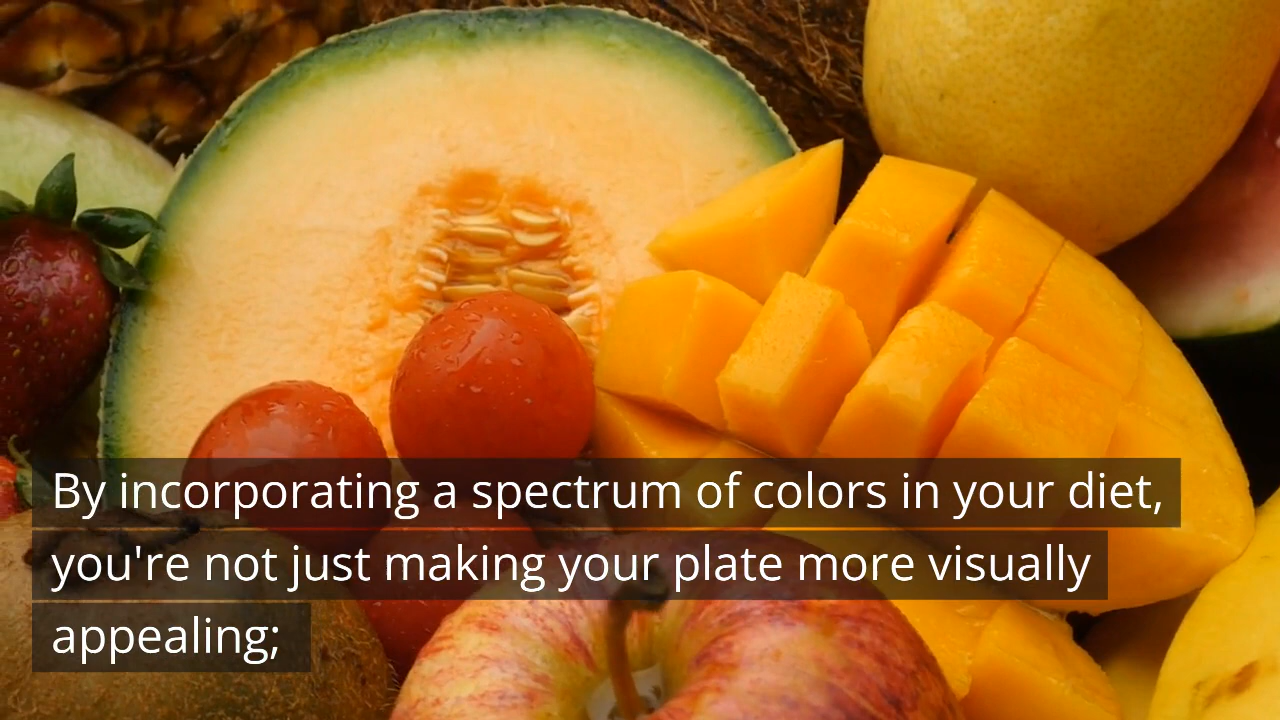 By incorporating a spectrum of colors in your diet,
you're not just making your plate more visually
appealing;